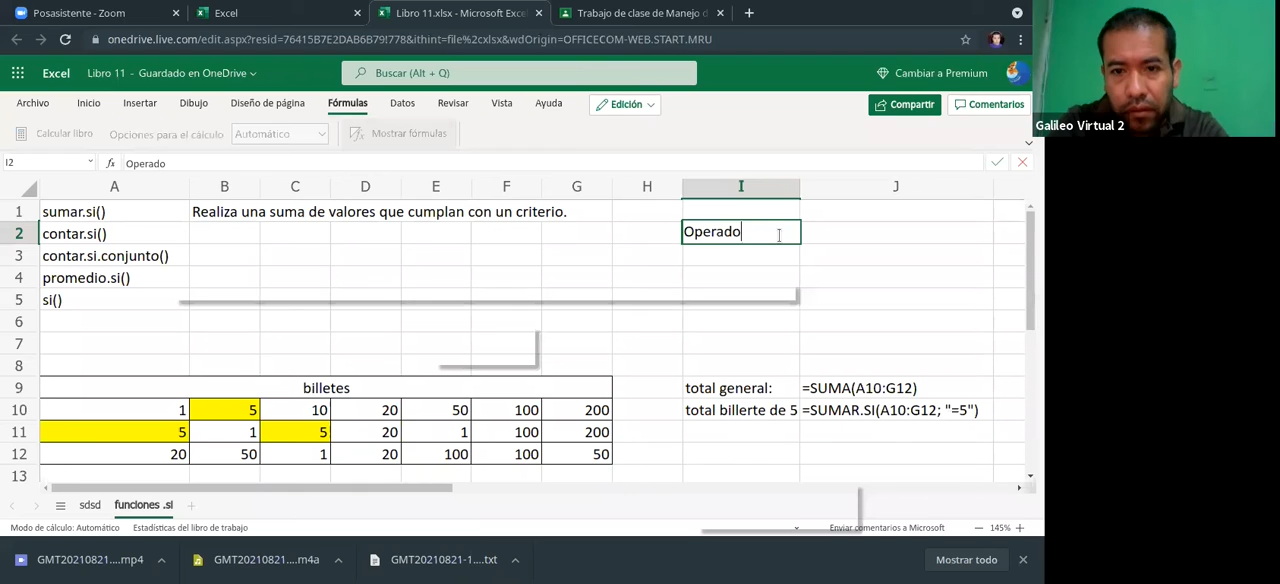 Posasistente - Zoom
Excel
Libro 11.xlsx - Microsoft Exce
Trabajo de clase de Manejo d
onedrive.live.com/edit.aspx?resid=76415B7E2DAB6B79!778&ithint=file%2cxlsx&wdOrigin=OFFICECOM-WEB.START.MRU
Excel
Libro 11 - Guardado en OneDrive
Buscar (Alt + Q)
Cambiar a Premium
Galileo Virtual 2
Archivo Inicio Insertar Dibujo Diseño de página Fórmulas Datos Revisar Vista Ayuda Edición Compartir Comentarios
Calcular libro Opciones para el cálculo Automático Mostrar fórmulas
I2 fx Operado
A B C D E F G H I J
1 sumar.si() Realiza una suma de valores que cumplan con un criterio.
2 contar.si() Operado
3 contar.si.conjunto()
4 promedio.si()
5 si()
6
7
8
9 billetes total general: =SUMA(A10:G12)
10 1 5 10 20 50 100 200 total billerte de 5 =SUMAR.SI(A10:G12; "=5")
11 5 1 5 20 1 100 200
12 20 50 1 20 100 100 50
13
sdsd funciones .si
Modo de cálculo: Automático Estadísticas del libro de trabajo Enviar comentarios a Microsoft 145%
GMT20210821....mp4 GMT20210821....m4a GMT20210821-1....txt Mostrar todo